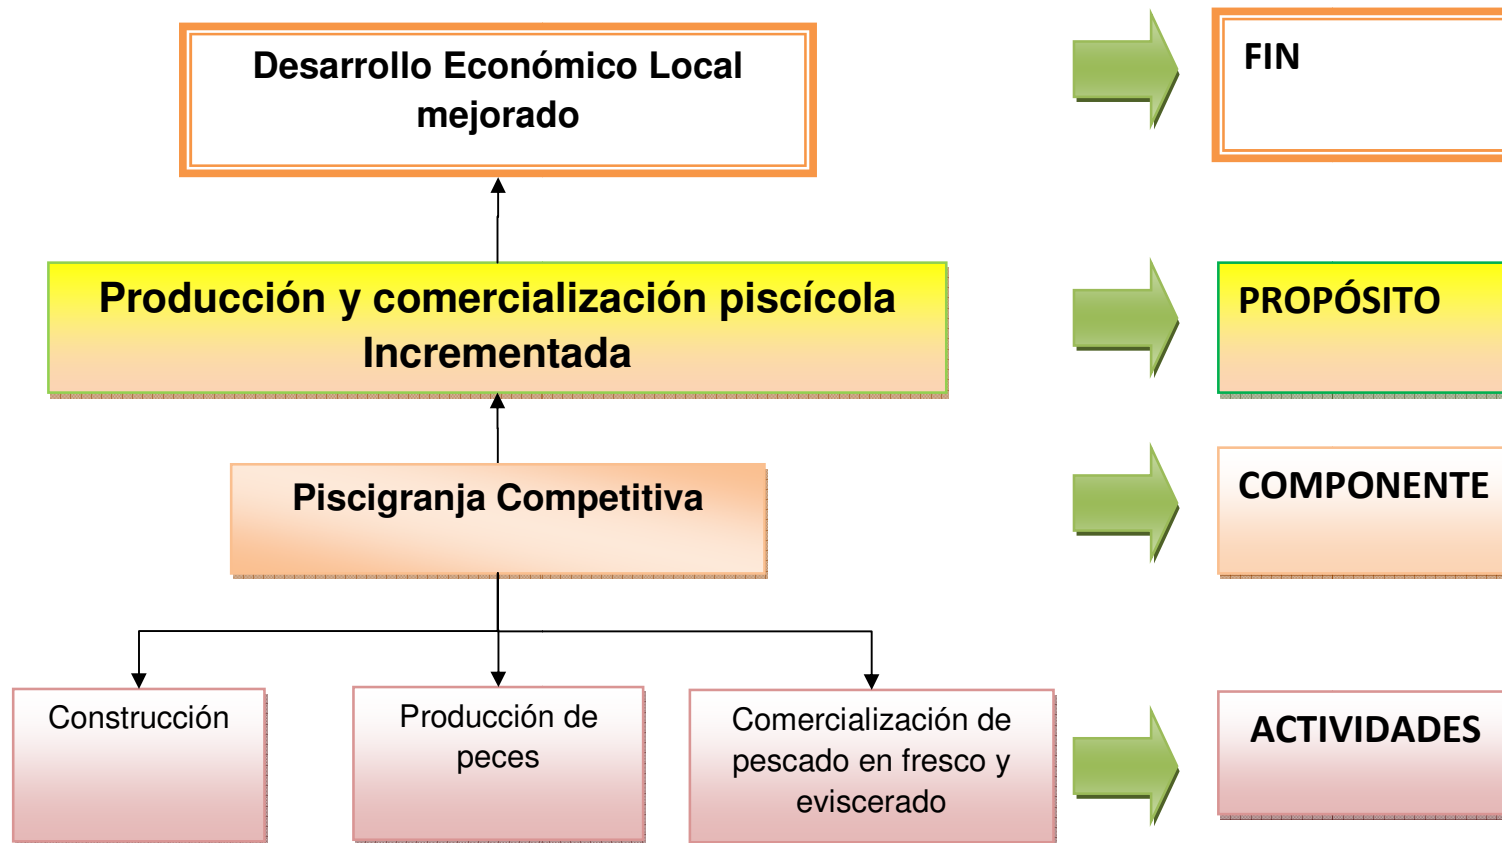 Desarrollo Económico Local
mejorado
FIN
Producción y comercialización piscícola
Incrementada
PROPÓSITO
Piscigranja Competitiva
COMPONENTE
Construcción
Producción de
peces
Comercialización de
pescado en fresco y
eviscerado
ACTIVIDADES